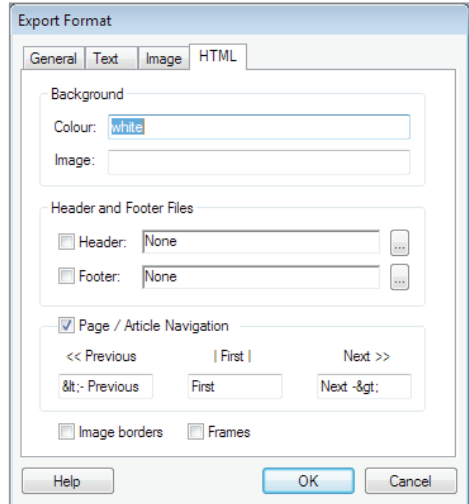 Export Format
General Text Image HTML
Background
Colour: white
Image:
Header and Footer Files
Header: None ...
Footer: None ...
Page / Article Navigation
<< Previous | First | Next >>
&lt;- Previous First Next -&gt;
Image borders Frames
Help OK Cancel